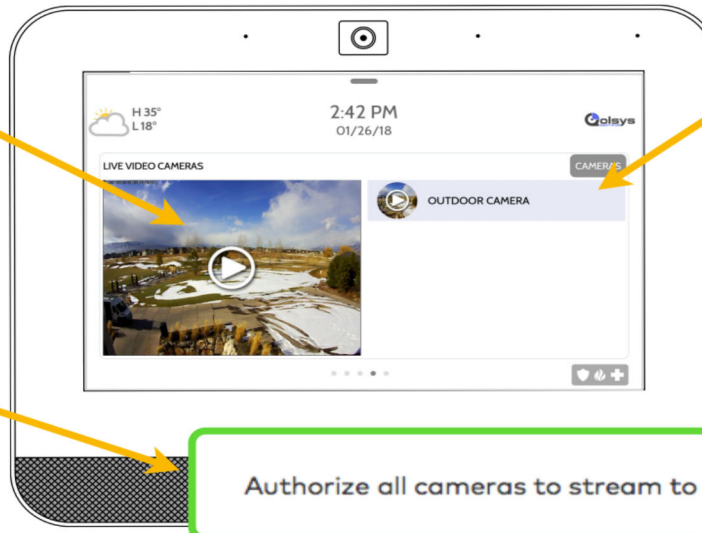 H 35°
L 18°
2:42 PM
01/26/18
Qolsys
LIVE VIDEO CAMERAS
CAMERAS
OUTDOOR CAMERA
Authorize all cameras to stream to